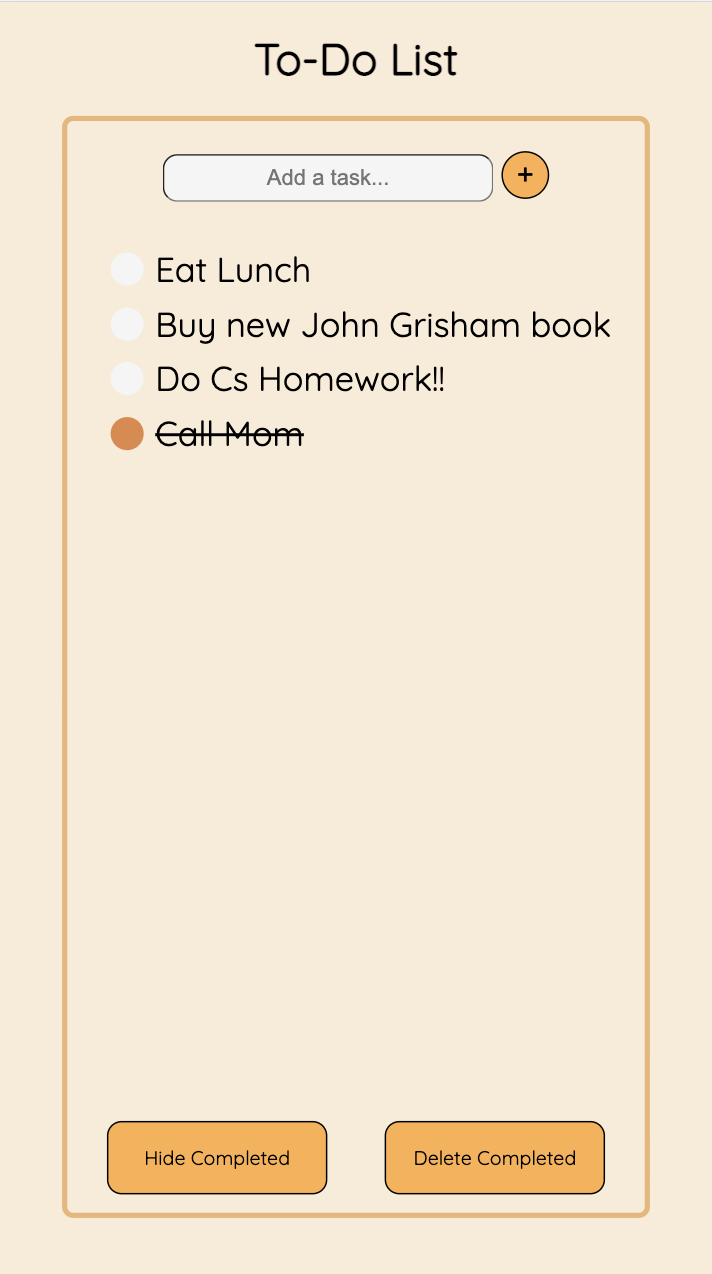 To-Do List
Add a task...
+
Eat Lunch
Buy new John Grisham book
Do Cs Homework!!
Call Mom
Hide Completed
Delete Completed